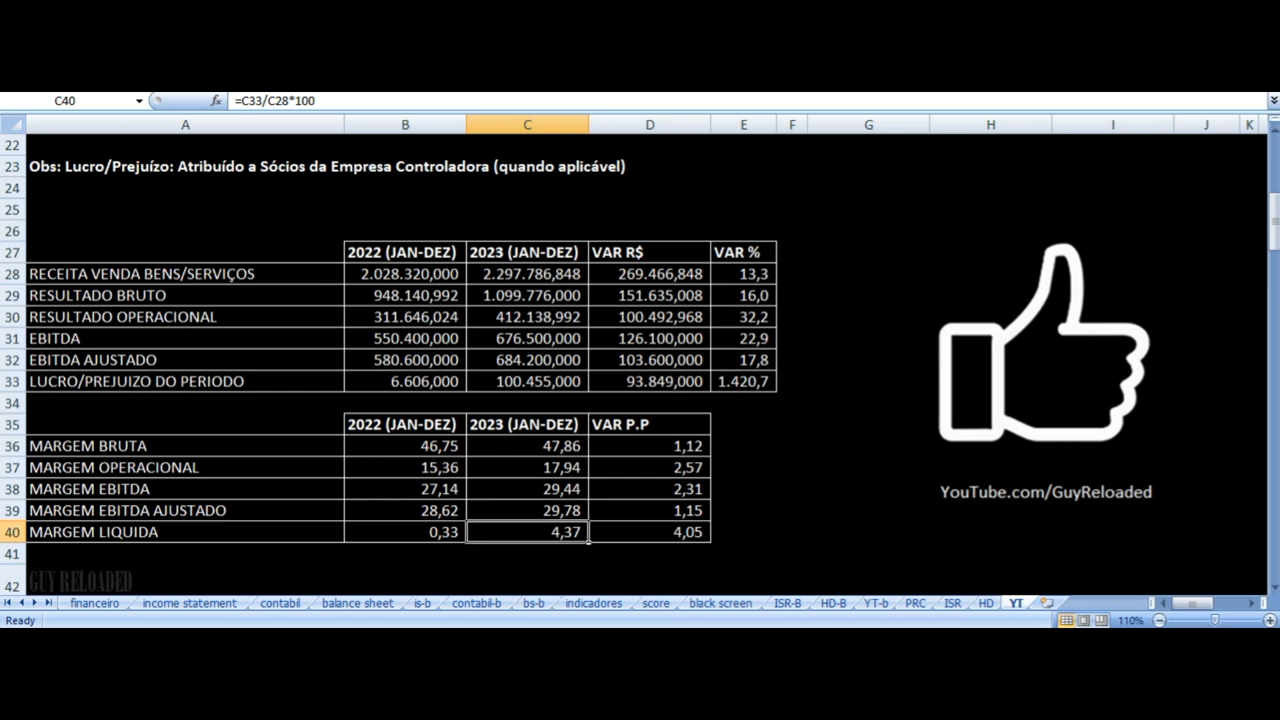 C40 fx =C33/C28*100
A B C D E F G H I J K
22
23 Obs: Lucro/Prejuízo: Atribuído a Sócios da Empresa Controladora (quando aplicável)
24
25
26
27 2022 (JAN-DEZ) 2023 (JAN-DEZ) VAR R$ VAR %
28 RECEITA VENDA BENS/SERVIÇOS 2.028.320,000 2.297.786,848 269.466,848 13,3
29 RESULTADO BRUTO 948.140,992 1.099.776,000 151.635,008 16,0
30 RESULTADO OPERACIONAL 311.646,024 412.138,992 100.492,968 32,2
31 EBITDA 550.400,000 676.500,000 126.100,000 22,9
32 EBITDA AJUSTADO 580.600,000 684.200,000 103.600,000 17,8
33 LUCRO/PREJUIZO DO PERIODO 6.606,000 100.455,000 93.849,000 1.420,7
34
35 2022 (JAN-DEZ) 2023 (JAN-DEZ) VAR P.P
36 MARGEM BRUTA 46,75 47,86 1,12
37 MARGEM OPERACIONAL 15,36 17,94 2,57
38 MARGEM EBITDA 27,14 29,44 2,31
39 MARGEM EBITDA AJUSTADO 28,62 29,78 1,15
40 MARGEM LIQUIDA 0,33 4,37 4,05
41
42 GUY RELOADED
YouTube.com/GuyReloaded
financeiro income statement contabil balance sheet is-b contabil-b bs-b indicadores score black screen ISR-B HD-B YT-b PRC ISR HD YT
Ready 110%